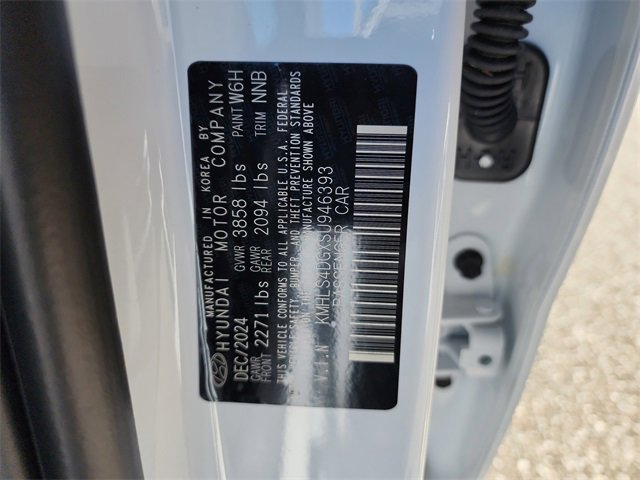 MANUFACTURED IN KOREA BY
HYUNDAI MOTOR COMPANY
DEC/2024 GVWR 3858 lbs PAINT W6H
GAWR FRONT 2271 lbs GAWR REAR 2094 lbs TRIM NNB
THIS VEHICLE CONFORMS TO ALL APPLICABLE U.S.A. FEDERAL
VEHICLE SAFETY, BUMPER, AND THEFT PREVENTION STANDARDS
MANUFACTURE SHOWN ABOVE
V.I.N KMHLS4DGXSU946393
PASSENGER CAR